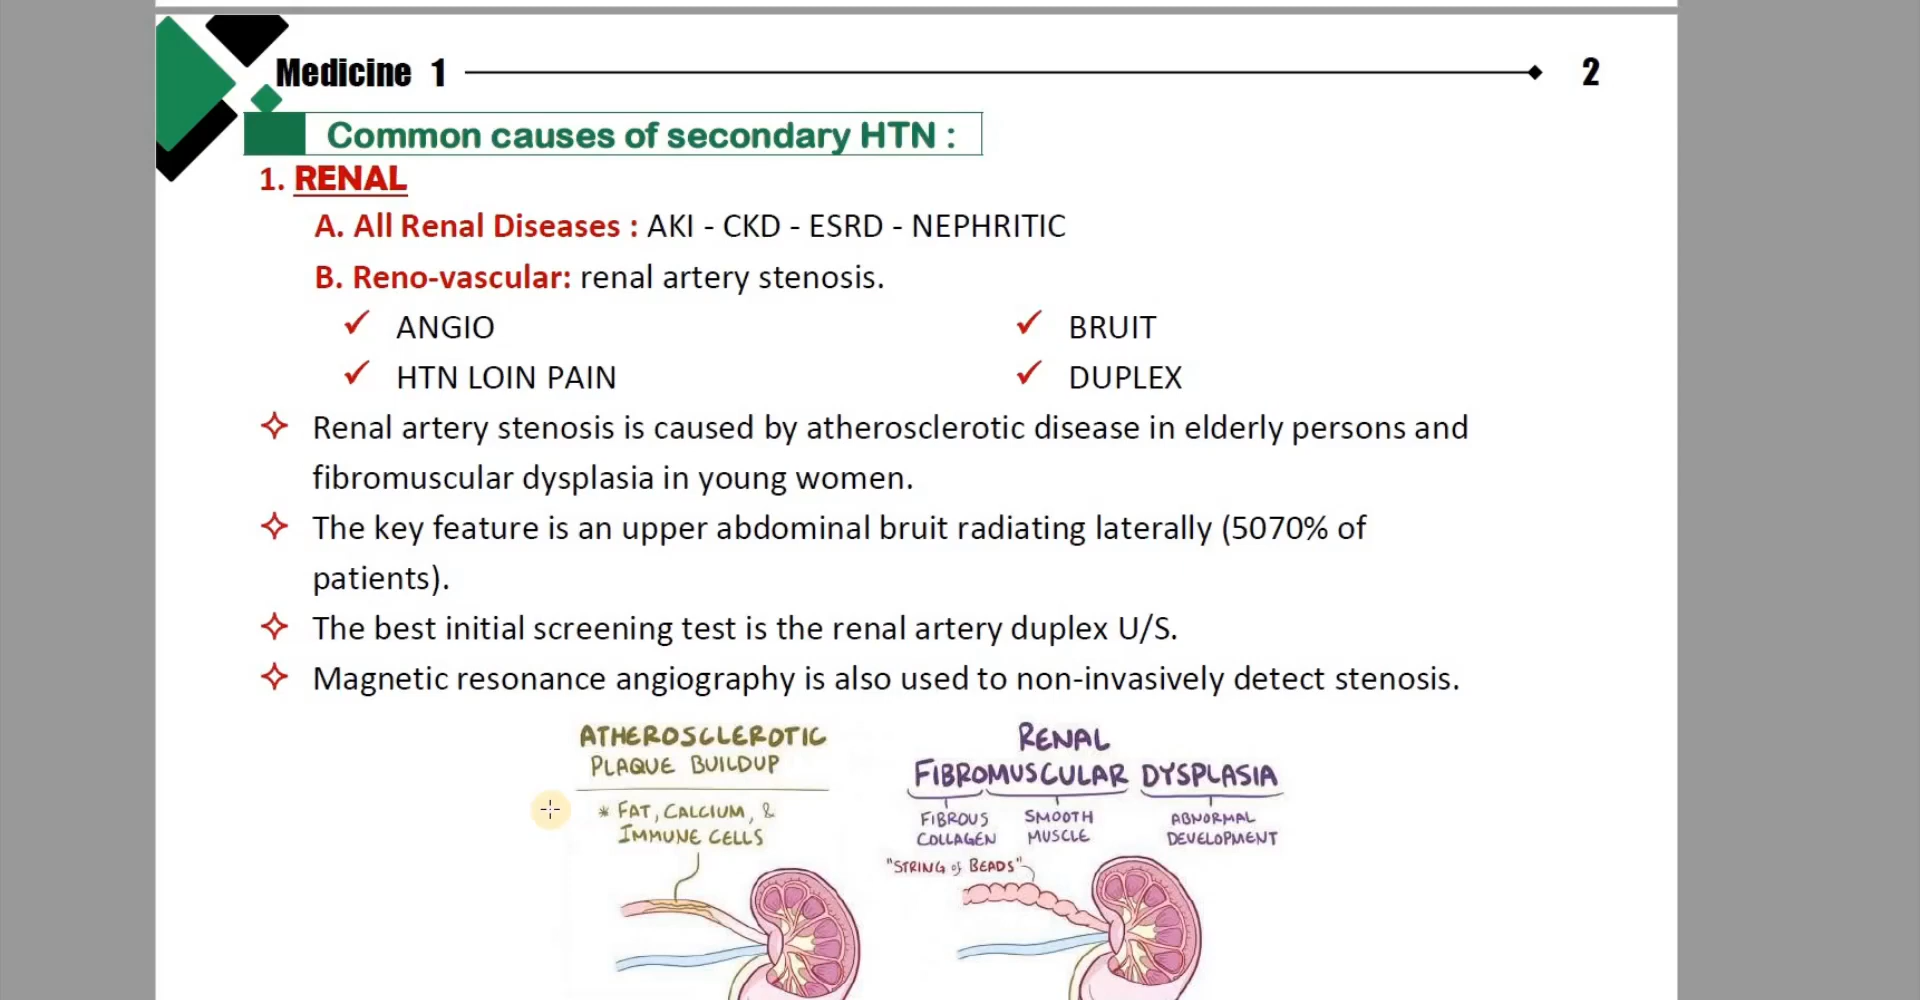 Medicine 1
2
Common causes of secondary HTN :
1. RENAL
A. All Renal Diseases : AKI - CKD - ESRD - NEPHRITIC
B. Reno-vascular: renal artery stenosis.
✓ ANGIO
✓ BRUIT
✓ HTN LOIN PAIN
✓ DUPLEX
Renal artery stenosis is caused by atherosclerotic disease in elderly persons and
fibromuscular dysplasia in young women.
The key feature is an upper abdominal bruit radiating laterally (5070% of
patients).
The best initial screening test is the renal artery duplex U/S.
Magnetic resonance angiography is also used to non-invasively detect stenosis.
ATHEROSCLEROTIC
PLAQUE BUILDUP
* FAT, CALCIUM, &
IMMUNE CELLS
RENAL
FIBROMUSCULAR DYSPLASIA
FIBROUS
COLLAGEN
SMOOTH
MUSCLE
ABNORMAL
DEVELOPMENT
"STRING of BEADS"